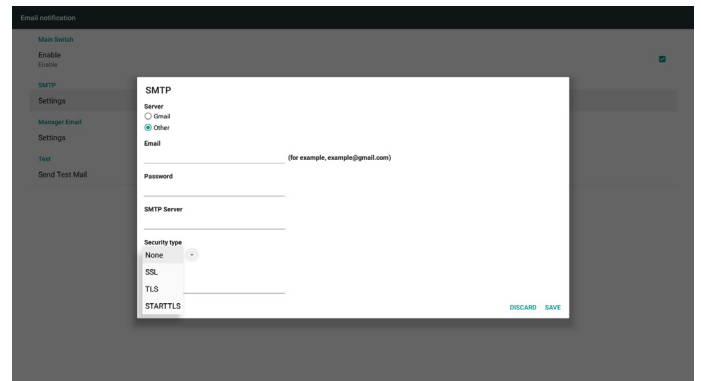 Email notification
Main Switch
Enable
Enable
SMTP
Settings
Manager Email
Settings
Test
Send Test Mail
SMTP
Server
Gmail
Other
Email
(for example, example@gmail.com)
Password
SMTP Server
Security type
None
SSL
TLS
STARTTLS
DISCARD SAVE